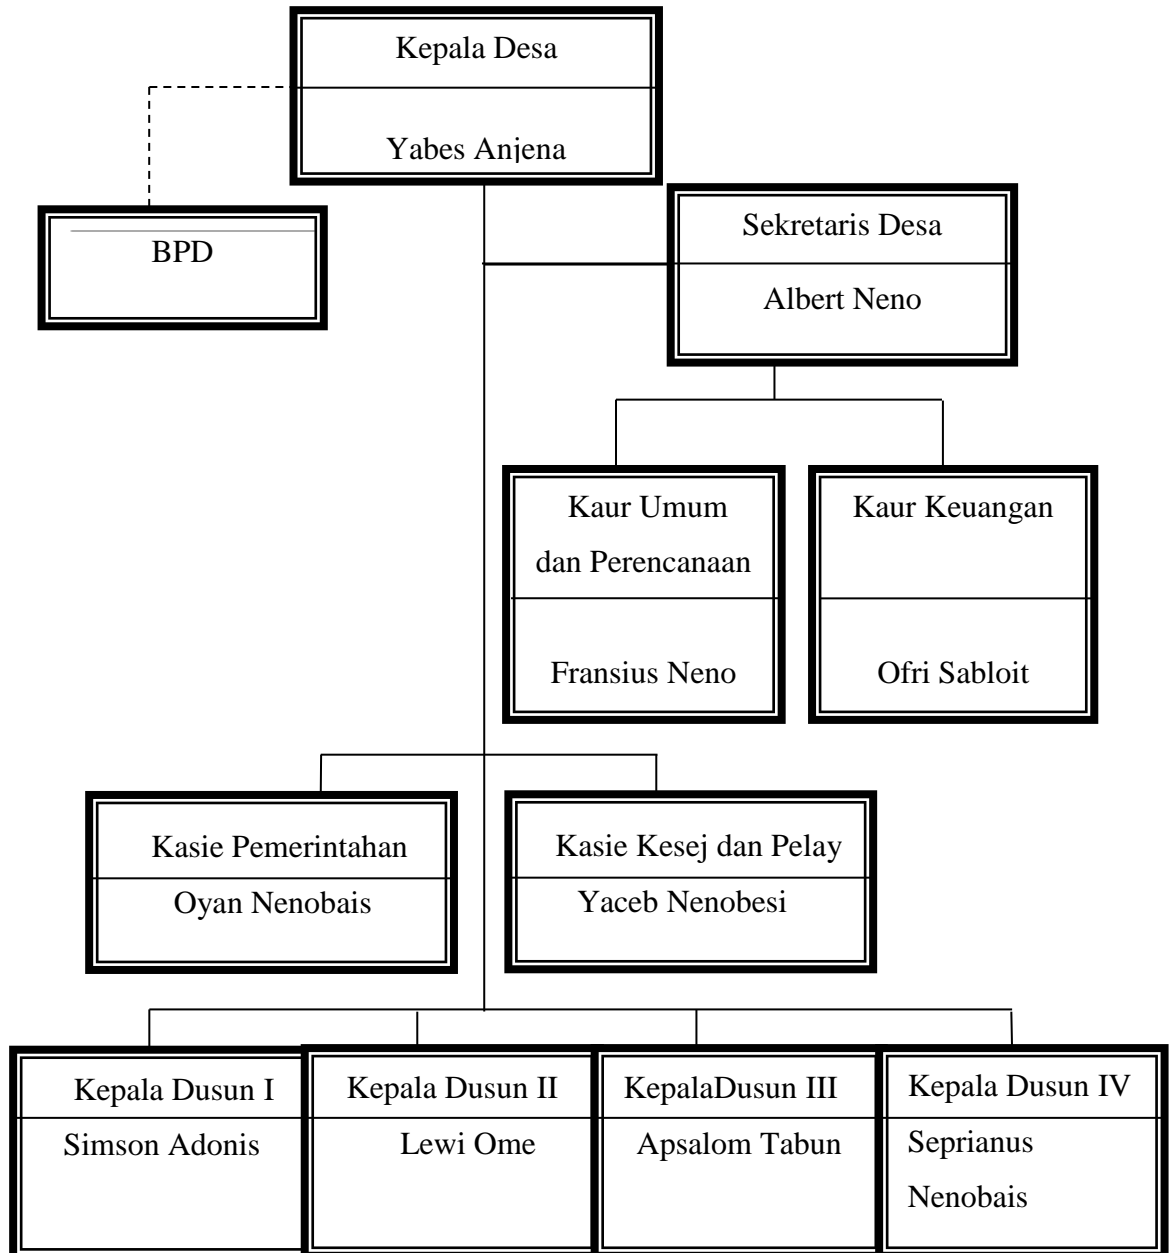 Kepala Desa
Yabes Anjena
BPD
Sekretaris Desa
Albert Neno
Kaur Umum
dan Perencanaan
Fransius Neno
Kaur Keuangan
Ofri Sabloit
Kasie Pemerintahan
Oyan Nenobais
Kasie Kesej dan Pelay
Yaceb Nenobesi
Kepala Dusun I
Simson Adonis
Kepala Dusun II
Lewi Ome
KepalaDusun III
Apsalom Tabun
Kepala Dusun IV
Seprianus
Nenobais